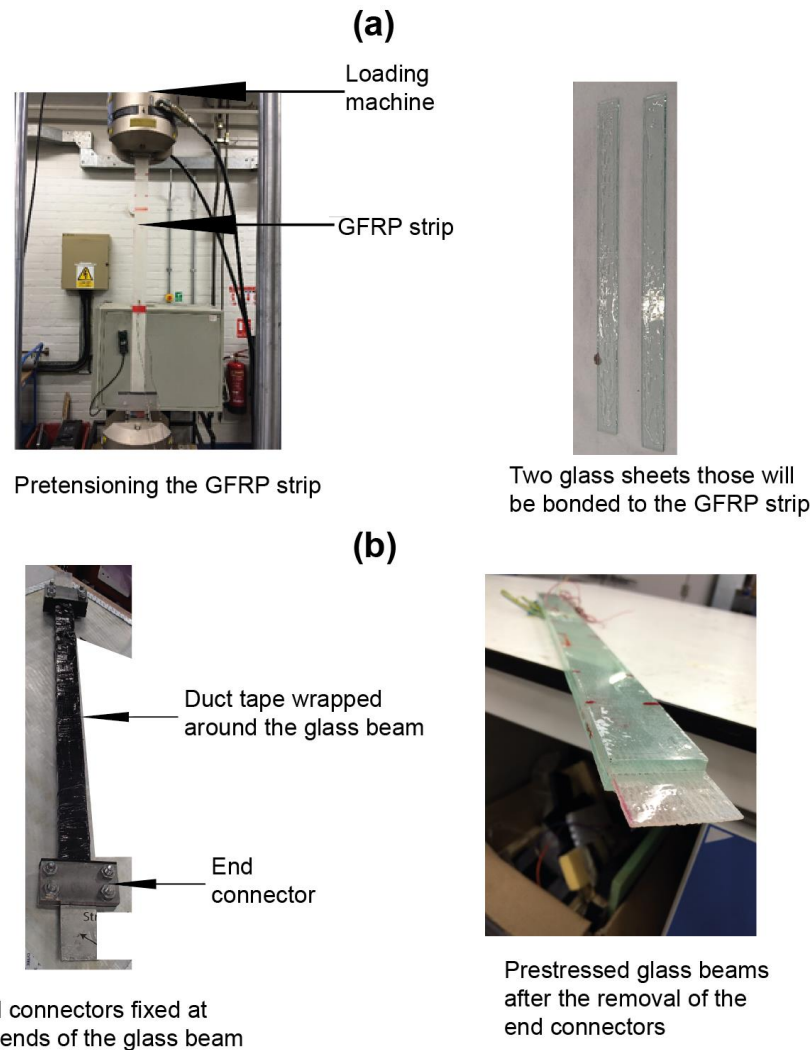 (a)
Loading
machine
GFRP strip
Pretensioning the GFRP strip
Two glass sheets those will
be bonded to the GFRP strip
(b)
Duct tape wrapped
around the glass beam
End
connector
connectors fixed at
ends of the glass beam
Prestressed glass beams
after the removal of the
end connectors